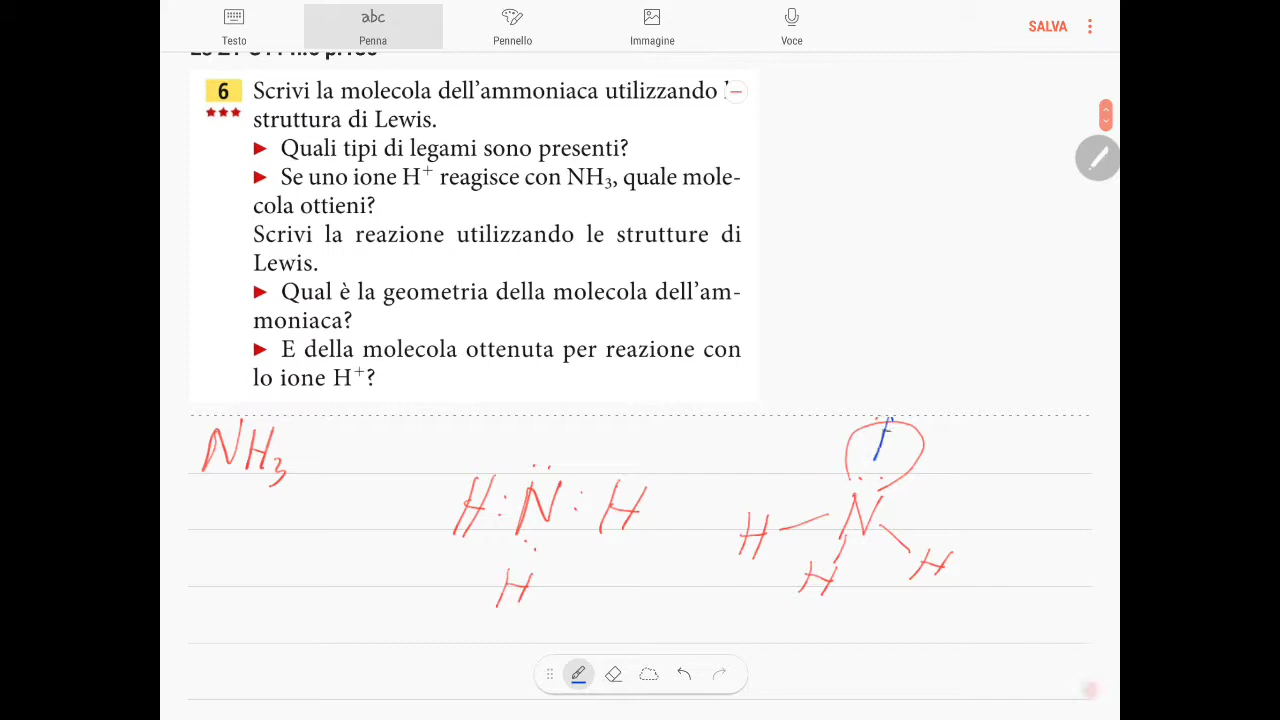 Testo
abc
Penna
Pennello
Immagine
Voce
SALVA
6 Scrivi la molecola dell'ammoniaca utilizzando
struttura di Lewis.
► Quali tipi di legami sono presenti?
► Se uno ione H⁺ reagisce con NH₃, quale mole-
cola ottieni?
Scrivi la reazione utilizzando le strutture di
Lewis.
► Qual è la geometria della molecola dell'am-
moniaca?
► E della molecola ottenuta per reazione con
lo ione H⁺?
NH₃
H : N : H
H
N
H
H
H